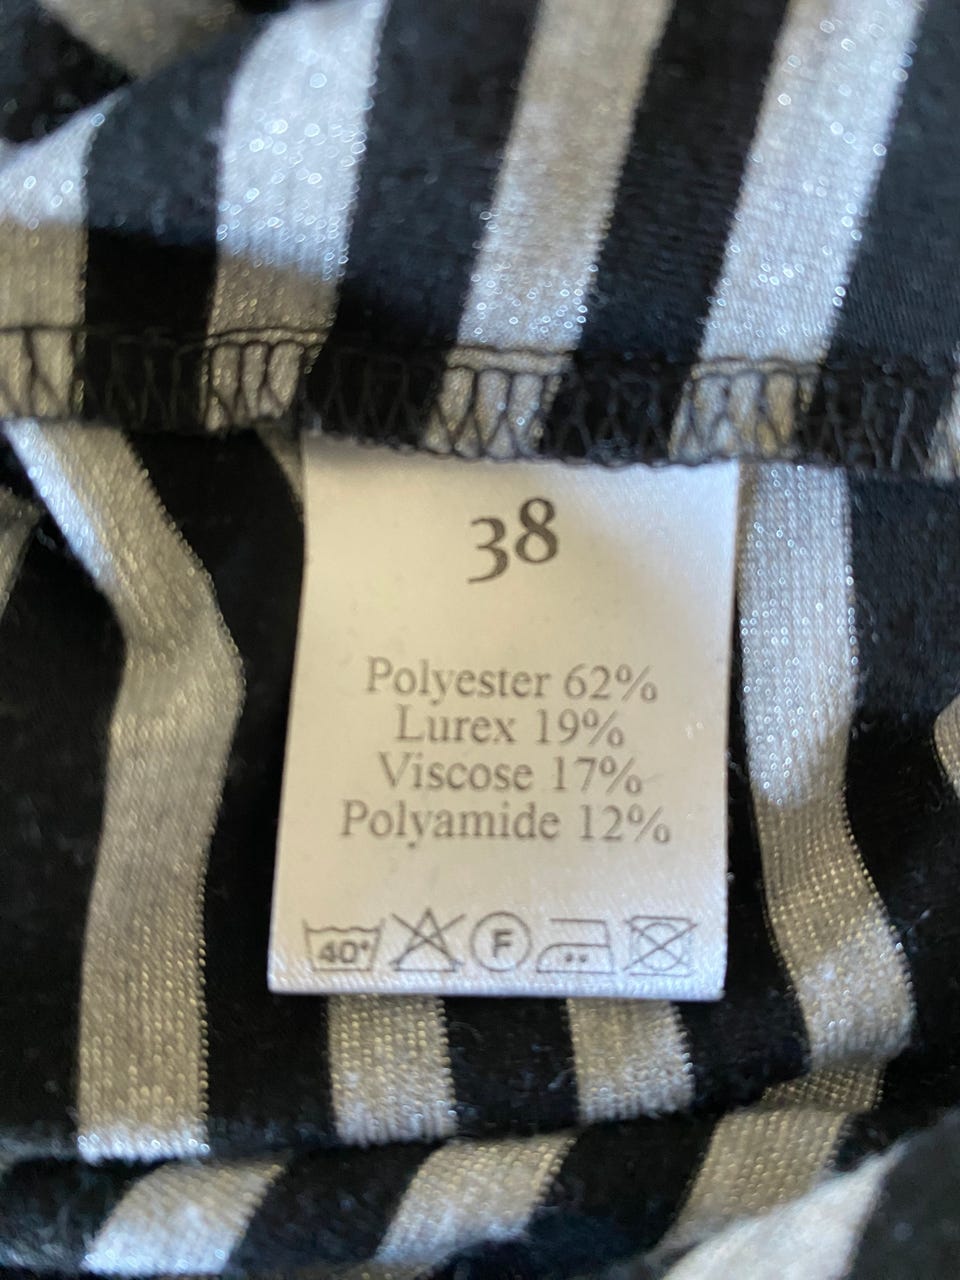 38
Polyester 62%
Lurex 19%
Viscose 17%
Polyamide 12%
40° F